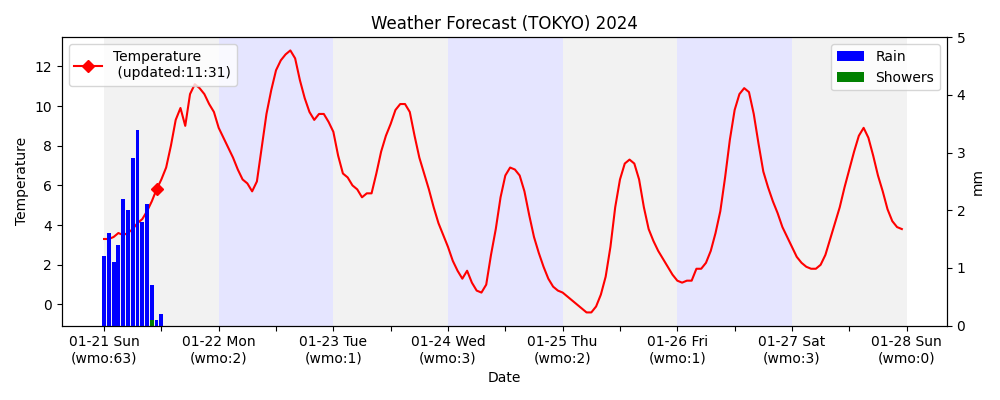 Weather Forecast (TOKYO) 2024
Temperature
(updated:11:31)
Rain
Showers
Temperature
12
10
8
6
4
2
0
5
4
3
2
1
0
mm
01-21 Sun
(wmo:63)
01-22 Mon
(wmo:2)
01-23 Tue
(wmo:1)
01-24 Wed
(wmo:3)
01-25 Thu
(wmo:2)
01-26 Fri
(wmo:1)
01-27 Sat
(wmo:3)
01-28 Sun
(wmo:0)
Date